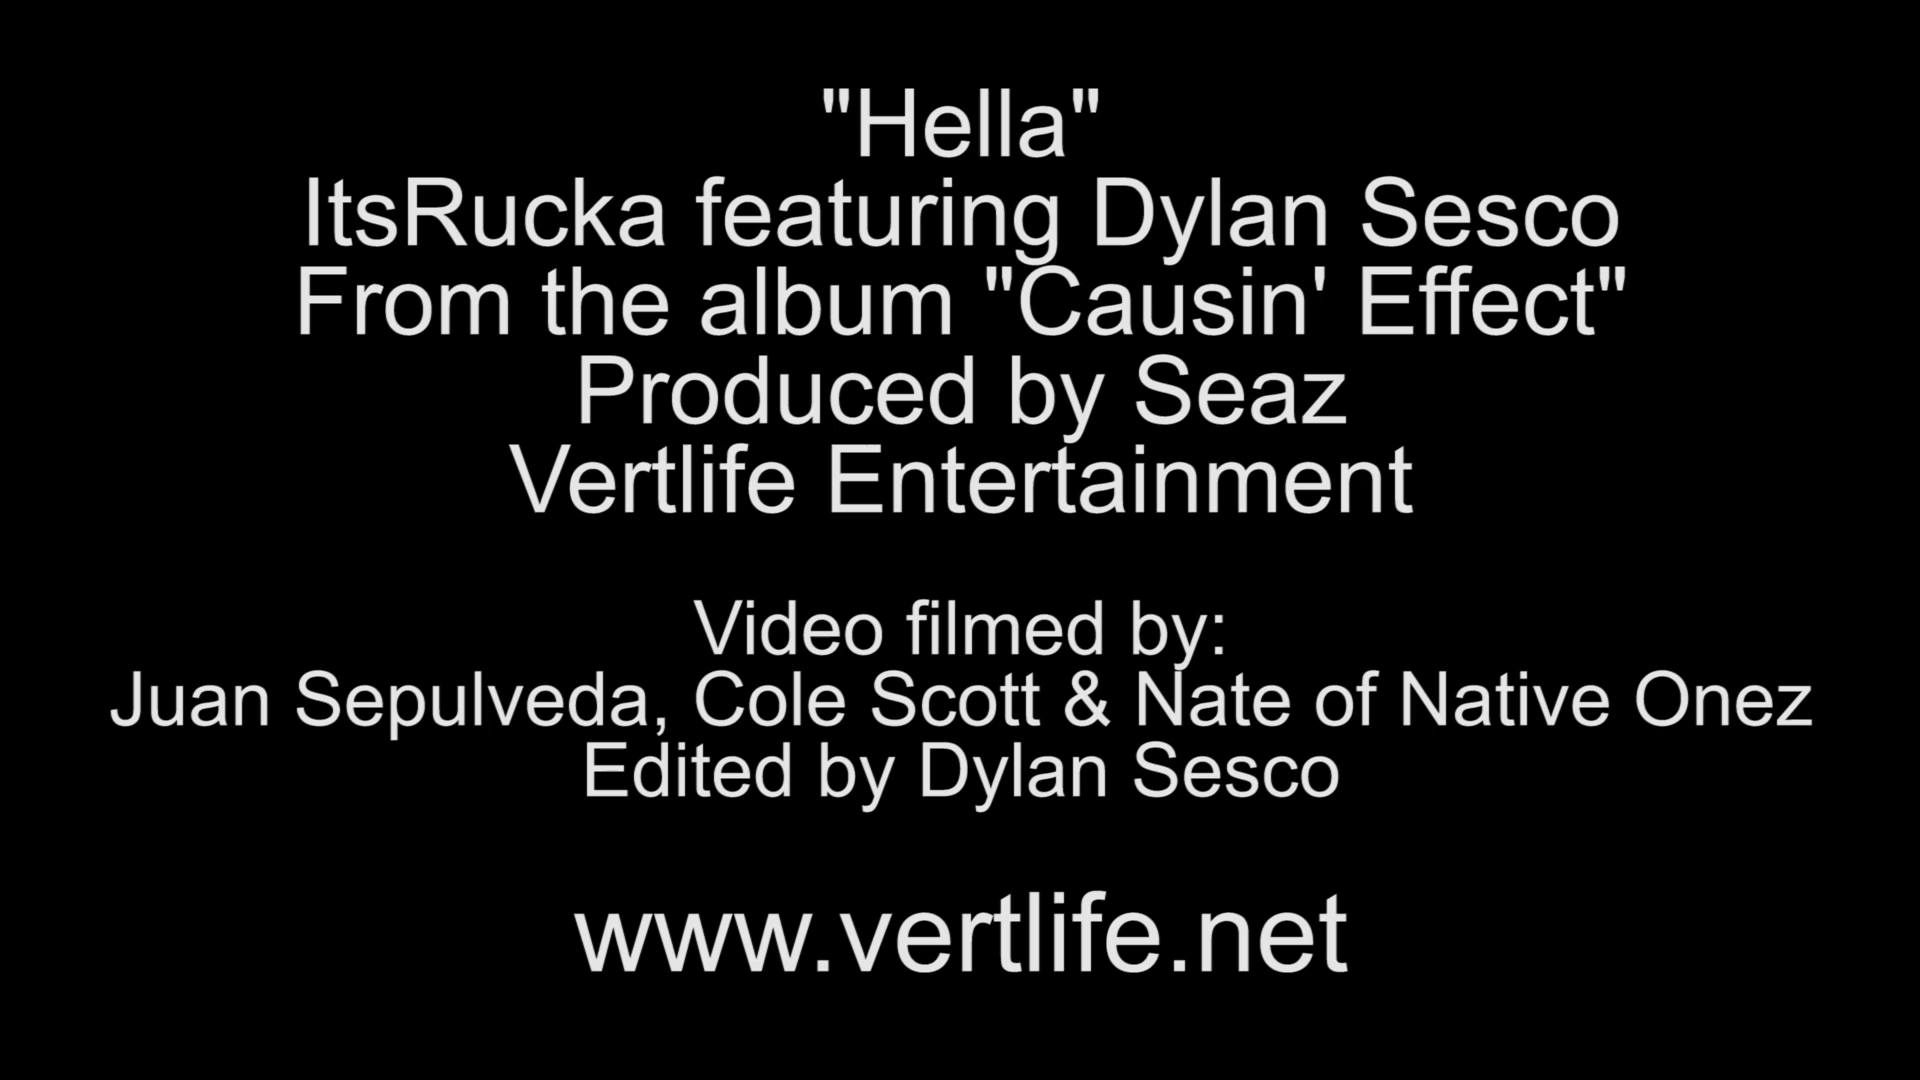 "Hella"
ItsRucka featuring Dylan Sesco
From the album "Causin' Effect"
Produced by Seaz
Vertlife Entertainment
Video filmed by:
Juan Sepulveda, Cole Scott & Nate of Native Onez
Edited by Dylan Sesco
www.vertlife.net